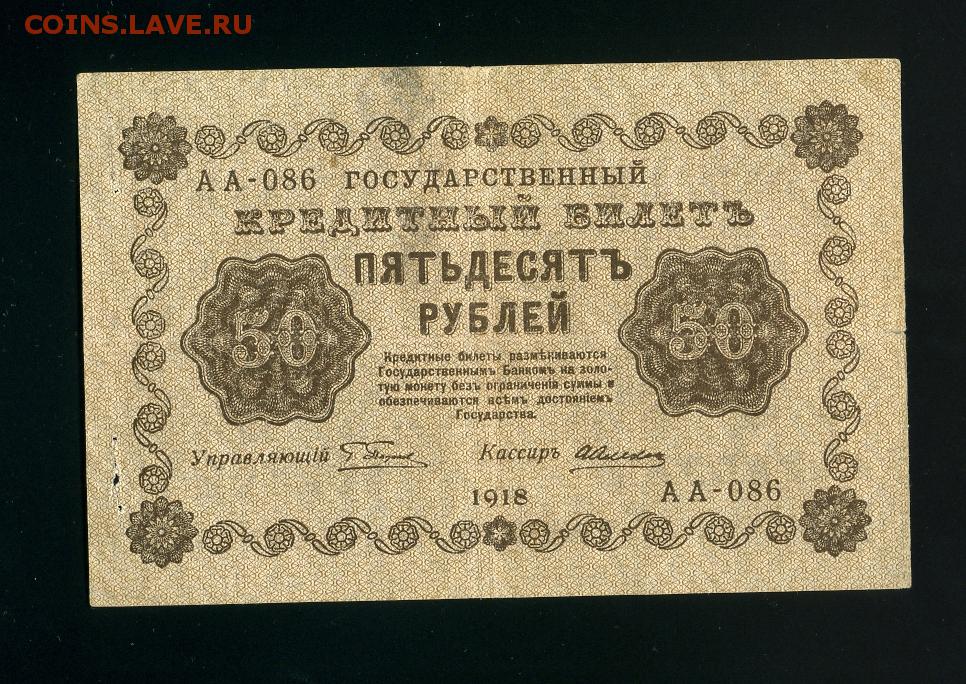 COINS.LAVE.RU
АА-086 ГОСУДАРСТВЕННЫЙ
КРЕДИТНЫЙ БИЛЕТЪ
ПЯТЬДЕСЯТЪ
РУБЛЕЙ
50 50
Кредитные билеты размѣниваются
Государственнымъ Банкомъ на золо-
тую монету безъ ограниченія суммы и
обезпечиваются всѣмъ достояніемъ
Государства.
Управляющій Кассиръ
1918 АА-086